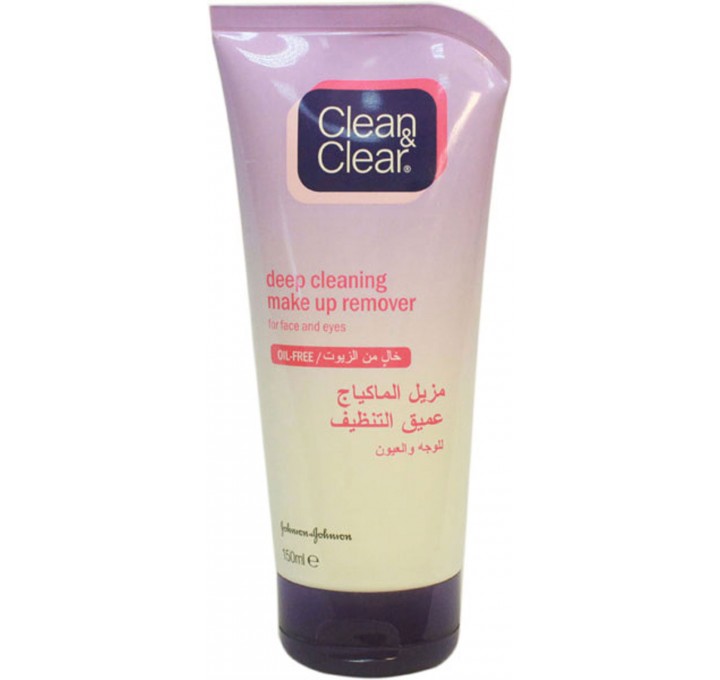 Clean
&
Clear®
deep cleaning
make up remover
for face and eyes
OIL-FREE / خالٍ من الزيوت
مزيل الماكياج
عميق التنظيف
للوجه والعيون
Johnson & Johnson
150ml e